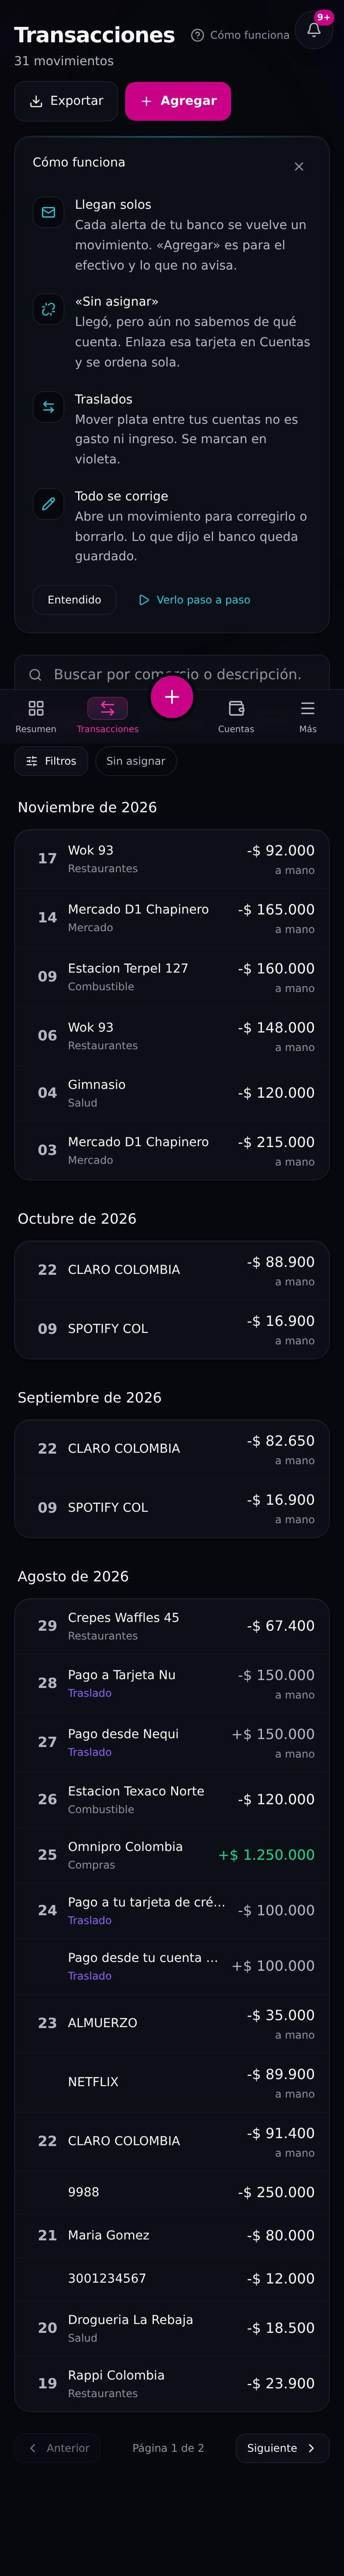 Transacciones
Cómo funciona
9+
31 movimientos
Exportar
Agregar
Cómo funciona
Llegan solos
Cada alerta de tu banco se vuelve un
movimiento. «Agregar» es para el
efectivo y lo que no avisa.
«Sin asignar»
Llegó, pero aún no sabemos de qué
cuenta. Enlaza esa tarjeta en Cuentas
y se ordena sola.
Traslados
Mover plata entre tus cuentas no es
gasto ni ingreso. Se marcan en
violeta.
Todo se corrige
Abre un movimiento para corregirlo o
borrarlo. Lo que dijo el banco queda
guardado.
Entendido
Verlo paso a paso
Buscar por comercio o descripción.
Resumen
Transacciones
Cuentas
Más
Filtros
Sin asignar
Noviembre de 2026
17 Wok 93 -$ 92.000
Restaurantes a mano
14 Mercado D1 Chapinero -$ 165.000
Mercado a mano
09 Estacion Terpel 127 -$ 160.000
Combustible a mano
06 Wok 93 -$ 148.000
Restaurantes a mano
04 Gimnasio -$ 120.000
Salud
03 Mercado D1 Chapinero -$ 215.000
Mercado a mano
Octubre de 2026
22 CLARO COLOMBIA -$ 88.900
a mano
09 SPOTIFY COL -$ 16.900
a mano
Septiembre de 2026
22 CLARO COLOMBIA -$ 82.650
a mano
09 SPOTIFY COL -$ 16.900
a mano
Agosto de 2026
29 Crepes Waffles 45 -$ 67.400
Restaurantes
28 Pago a Tarjeta Nu -$ 150.000
Traslado a mano
27 Pago desde Nequi +$ 150.000
Traslado a mano
26 Estacion Texaco Norte -$ 120.000
Combustible
25 Omnipro Colombia +$ 1.250.000
Compras
24 Pago a tu tarjeta de cré... -$ 100.000
Traslado
Pago desde tu cuenta ... +$ 100.000
Traslado
23 ALMUERZO -$ 35.000
a mano
NETFLIX -$ 89.900
a mano
22 CLARO COLOMBIA -$ 91.400
a mano
9988 -$ 250.000
21 Maria Gomez -$ 80.000
3001234567 -$ 12.000
20 Drogueria La Rebaja -$ 18.500
Salud
19 Rappi Colombia -$ 23.900
Restaurantes
Anterior
Página 1 de 2
Siguiente